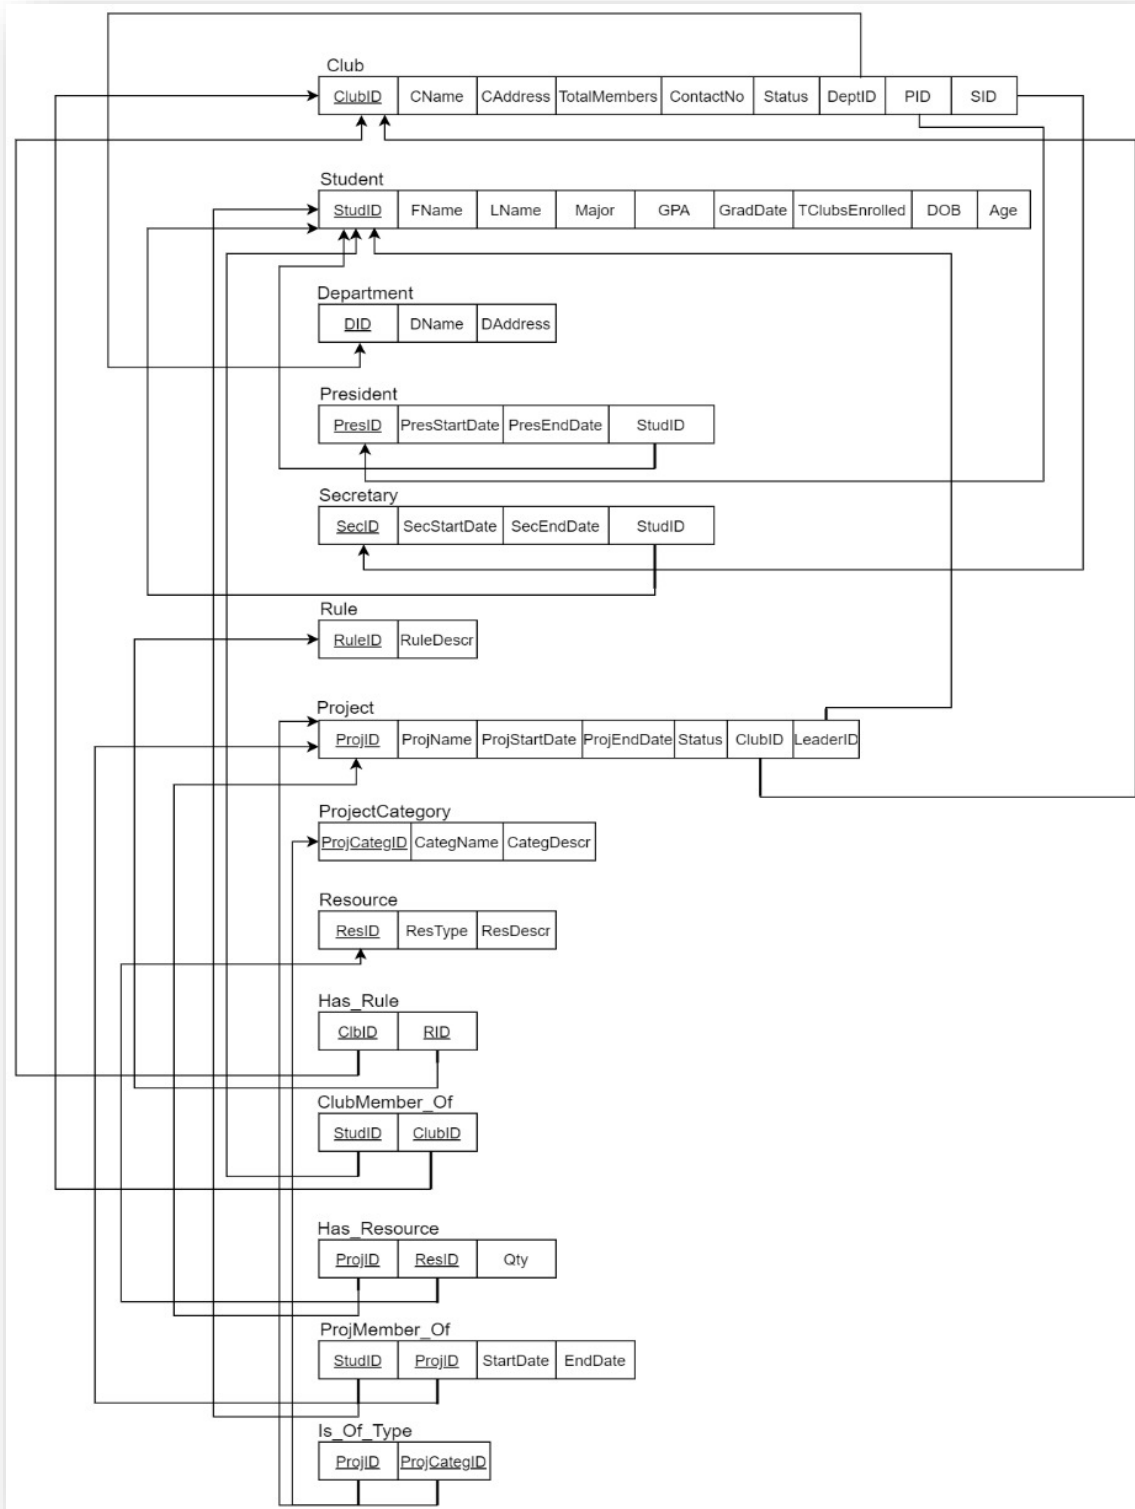 Club
ClubID CName CAddress TotalMembers ContactNo Status DeptID PID SID
Student
StudID FName LName Major GPA GradDate TClubsEnrolled DOB Age
Department
DID DName DAddress
President
PresID PresStartDate PresEndDate StudID
Secretary
SecID SecStartDate SecEndDate StudID
Rule
RuleID RuleDescr
Project
ProjID ProjName ProjStartDate ProjEndDate Status ClubID LeaderID
ProjectCategory
ProjCategID CategName CategDescr
Resource
ResID ResType ResDescr
Has_Rule
ClbID RID
ClubMember_Of
StudID ClubID
Has_Resource
ProjID ResID Qty
ProjMember_Of
StudID ProjID StartDate EndDate
Is_Of_Type
ProjID ProjCategID